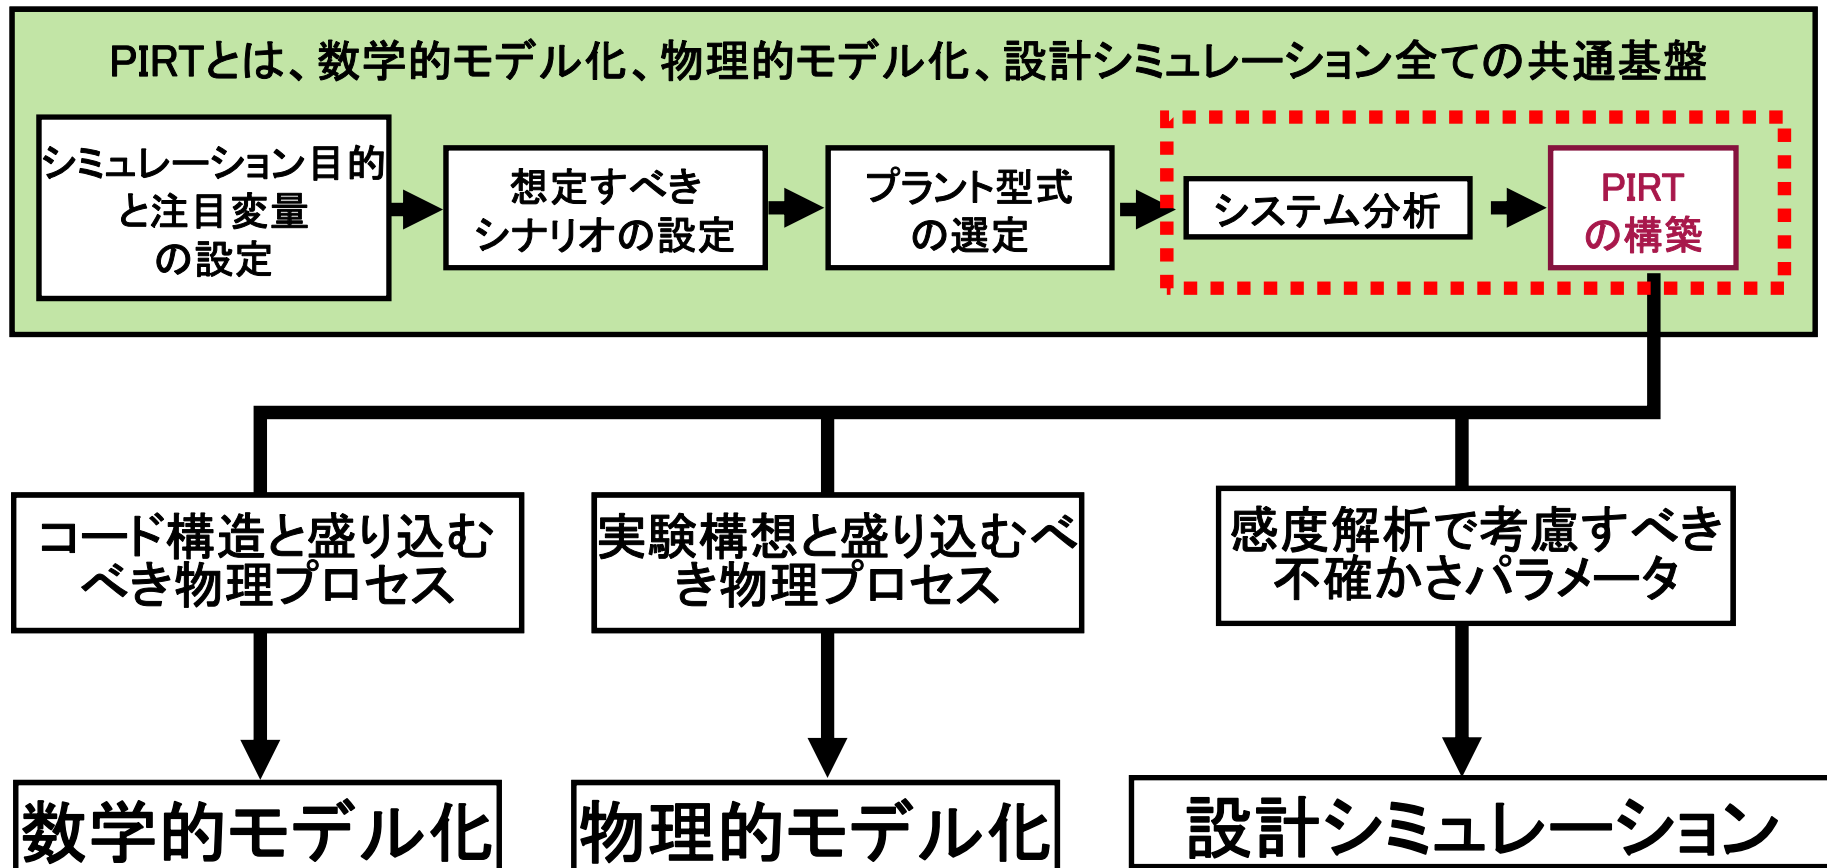 PIRTとは、数学的モデル化、物理的モデル化、設計シミュレーション全ての共通基盤
シミュレーション目的
と注目変量
の設定
想定すべき
シナリオの設定
プラント型式
の選定
システム分析
PIRT
の構築
コード構造と盛り込む
べき物理プロセス
実験構想と盛り込むべ
き物理プロセス
感度解析で考慮すべき
不確かさパラメータ
数学的モデル化
物理的モデル化
設計シミュレーション